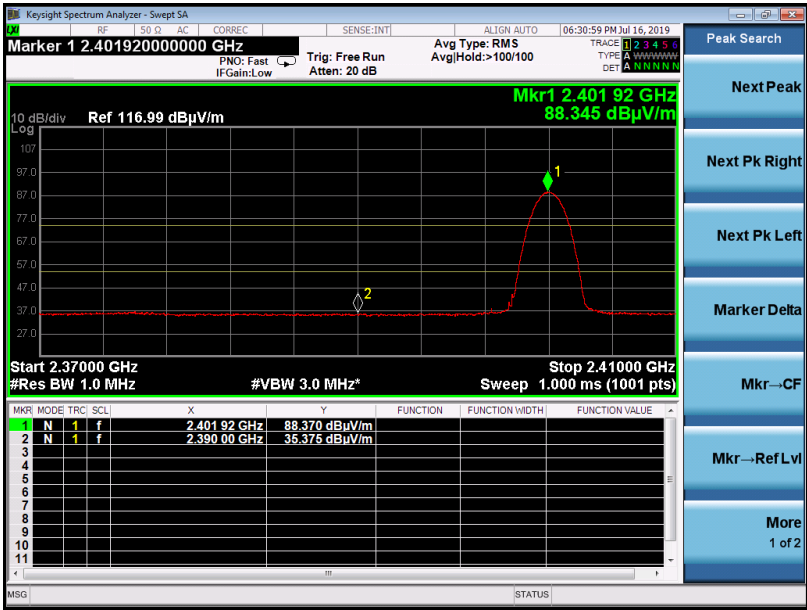 Keysight Spectrum Analyzer - Swept SA
LXI RF 50 Ω AC CORREC SENSE:INT ALIGN AUTO 06:30:59 PM Jul 16, 2019
Marker 1 2.401920000000 GHz
PNO: Fast
IFGain:Low
Trig: Free Run
Atten: 20 dB
Avg Type: RMS
Avg|Hold:>100/100
TRACE 1 2 3 4 5 6
TYPE A WWWWW
DET A N N N N N
Peak Search
Next Peak
Next Pk Right
Next Pk Left
Marker Delta
Mkr→CF
Mkr→Ref Lvl
More
1 of 2
Mkr1 2.401 92 GHz
88.345 dBµV/m
10 dB/div Ref 116.99 dBµV/m
Log
107
97.0
87.0
77.0
67.0
57.0
47.0
37.0
27.0
1
2
Start 2.37000 GHz Stop 2.41000 GHz
#Res BW 1.0 MHz #VBW 3.0 MHz* Sweep 1.000 ms (1001 pts)
MKR MODE TRC SCL X Y FUNCTION FUNCTION WIDTH FUNCTION VALUE
1 N 1 f 2.401 92 GHz 88.370 dBµV/m
2 N 1 f 2.390 00 GHz 35.375 dBµV/m
3
4
5
6
7
8
9
10
11
MSG STATUS